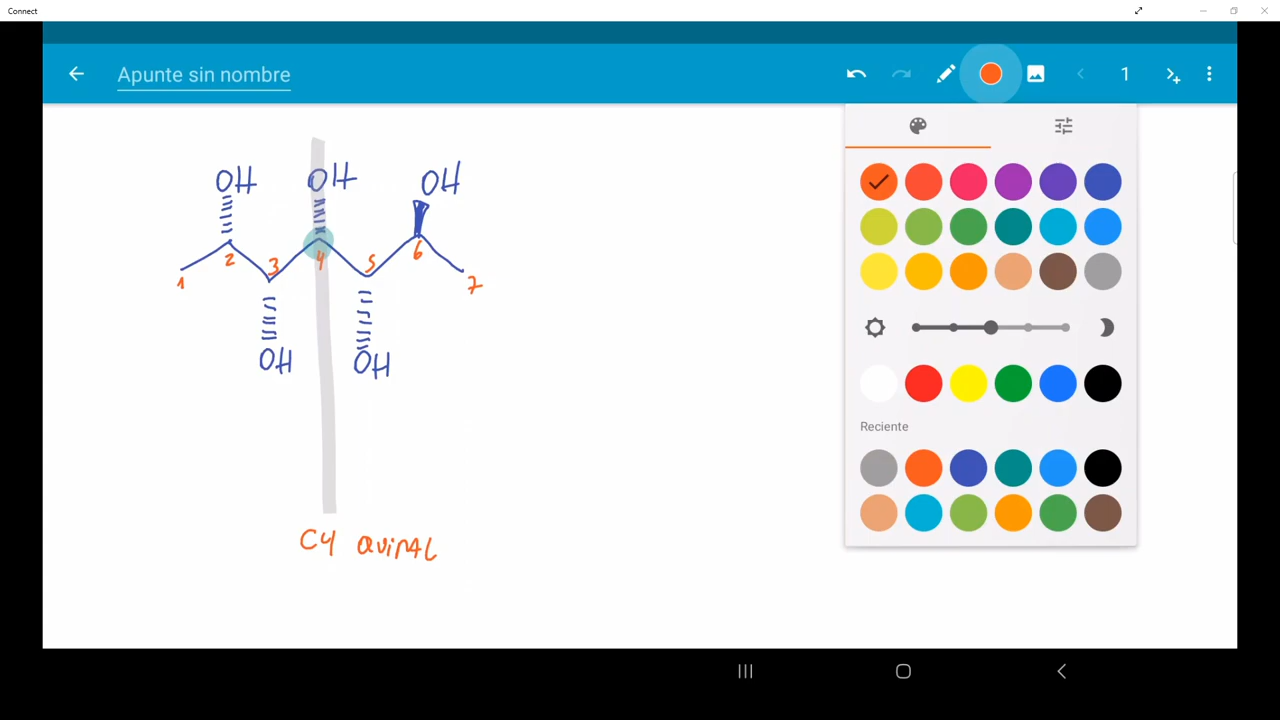 Connect
Apunte sin nombre
1
OH OH OH
1 2 3 4 5 6 7
OH OH
C4 quiral
Reciente